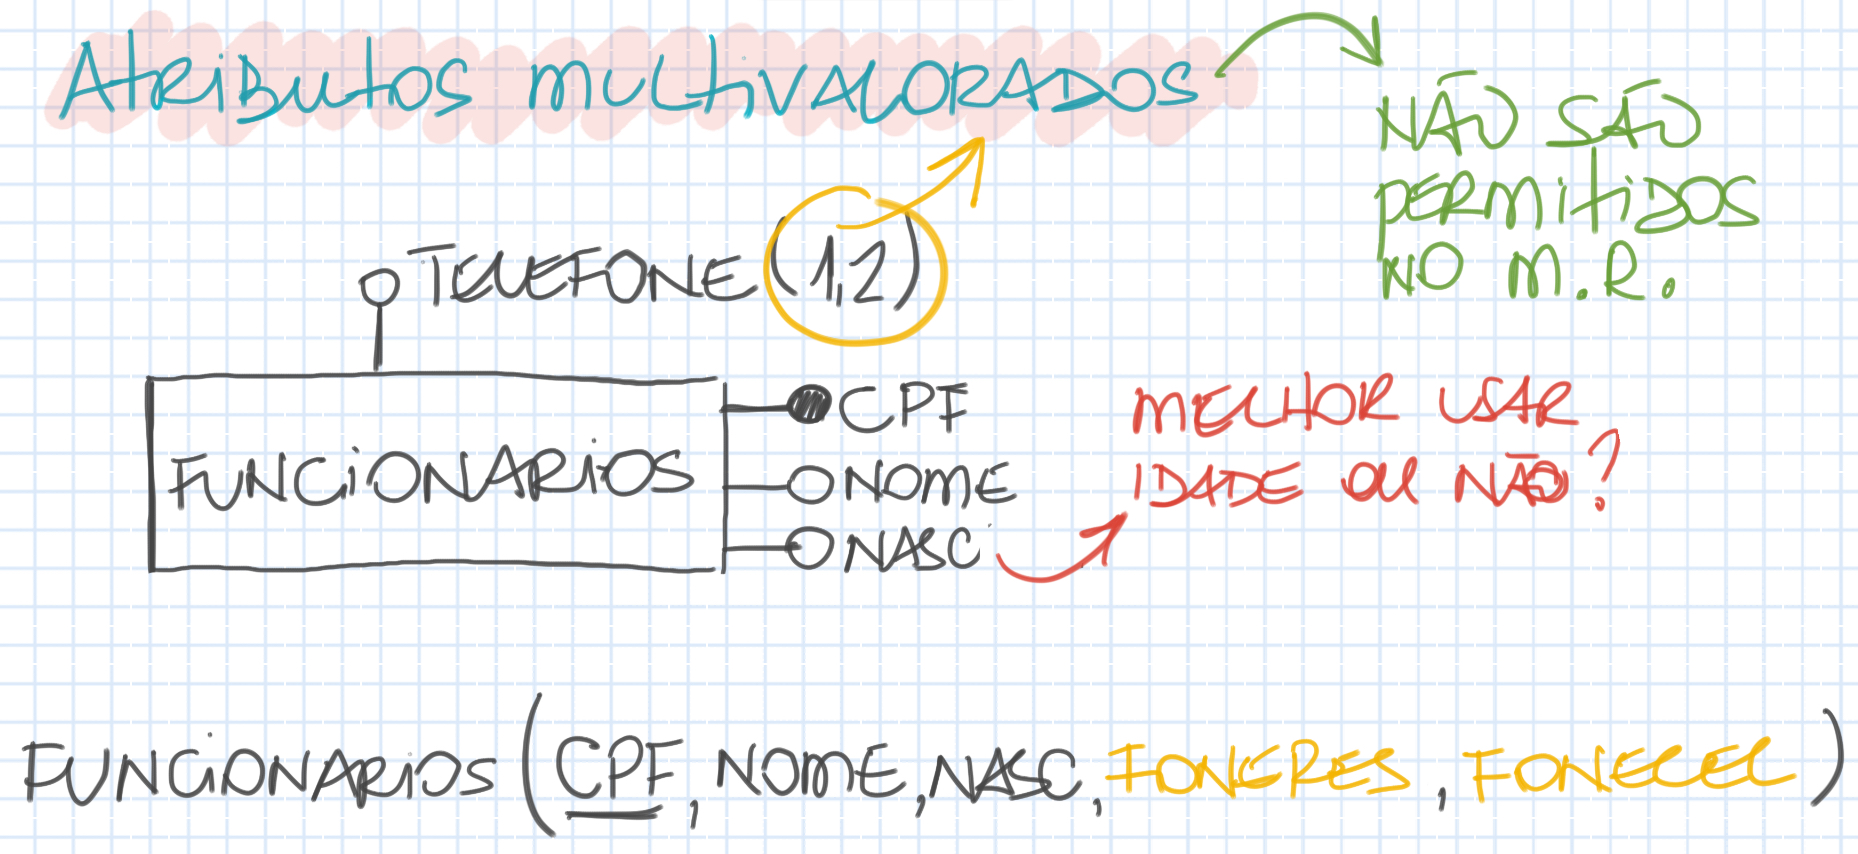 Atributos multivalorados
NÃO SÃO
PERMITIDOS
NO M.R.
TELEFONE (1,2)
FUNCIONARIOS
CPF
NOME
NASC
MELHOR USAR
IDADE OU NÃO?
FUNCIONARIOS (CPF, NOME, NASC, FONERES, FONECEL)